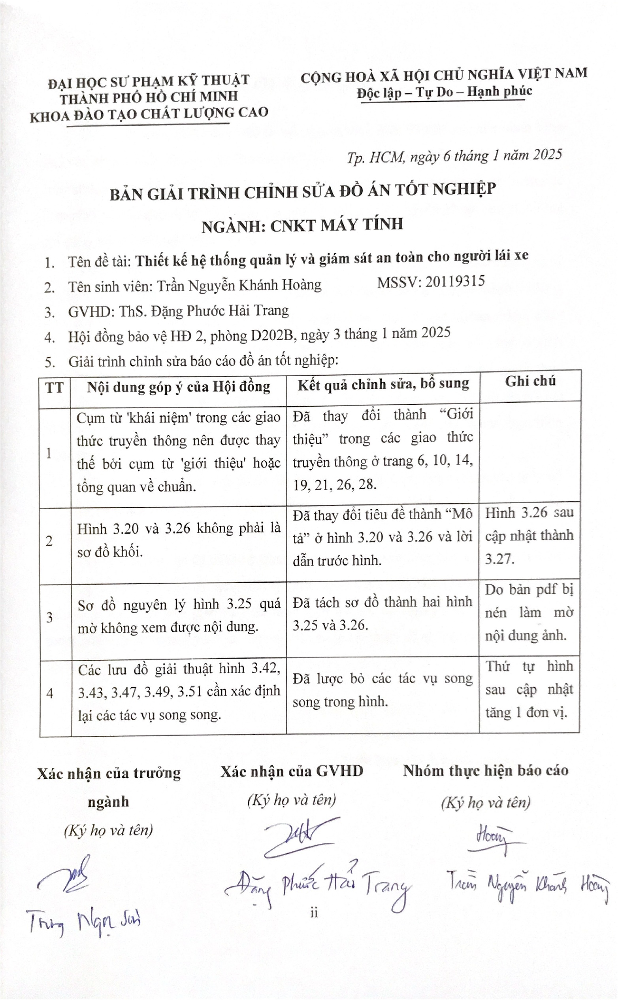 ĐẠI HỌC SƯ PHẠM KỸ THUẬT
THÀNH PHỐ HỒ CHÍ MINH
KHOA ĐÀO TẠO CHẤT LƯỢNG CAO
CỘNG HOÀ XÃ HỘI CHỦ NGHĨA VIỆT NAM
Độc lập – Tự Do – Hạnh phúc
Tp. HCM, ngày 6 tháng 1 năm 2025
BẢN GIẢI TRÌNH CHỈNH SỬA ĐỒ ÁN TỐT NGHIỆP
NGÀNH: CNKT MÁY TÍNH
1. Tên đề tài: Thiết kế hệ thống quản lý và giám sát an toàn cho người lái xe
2. Tên sinh viên: Trần Nguyễn Khánh Hoàng MSSV: 20119315
3. GVHD: ThS. Đặng Phước Hải Trang
4. Hội đồng bảo vệ HĐ 2, phòng D202B, ngày 3 tháng 1 năm 2025
5. Giải trình chỉnh sửa báo cáo đồ án tốt nghiệp:
TT
Nội dung góp ý của Hội đồng
Kết quả chỉnh sửa, bổ sung
Ghi chú
1
Cụm từ 'khái niệm' trong các giao
thức truyền thông nên được thay
thế bởi cụm từ 'giới thiệu' hoặc
tổng quan về chuẩn.
Đã thay đổi thành “Giới
thiệu” trong các giao thức
truyền thông ở trang 6, 10, 14,
19, 21, 26, 28.
2
Hình 3.20 và 3.26 không phải là
sơ đồ khối.
Đã thay đổi tiêu đề thành “Mô
tả” ở hình 3.20 và 3.26 và lời
dẫn trước hình.
Hình 3.26 sau
cập nhật thành
3.27.
3
Sơ đồ nguyên lý hình 3.25 quá
mờ không xem được nội dung.
Đã tách sơ đồ thành hai hình
3.25 và 3.26.
Do bản pdf bị
nén làm mờ
nội dung ảnh.
4
Các lưu đồ giải thuật hình 3.42,
3.43, 3.47, 3.49, 3.51 cần xác định
lại các tác vụ song song.
Đã lược bỏ các tác vụ song
song trong hình.
Thứ tự hình
sau cập nhật
tăng 1 đơn vị.
Xác nhận của trưởng
ngành
(Ký họ và tên)
Ngọc Sơn
Xác nhận của GVHD
(Ký họ và tên)
Đặng Phước Hải Trang
Nhóm thực hiện báo cáo
(Ký họ và tên)
Hoàng
Trần Nguyễn Khánh Hoàng
ii